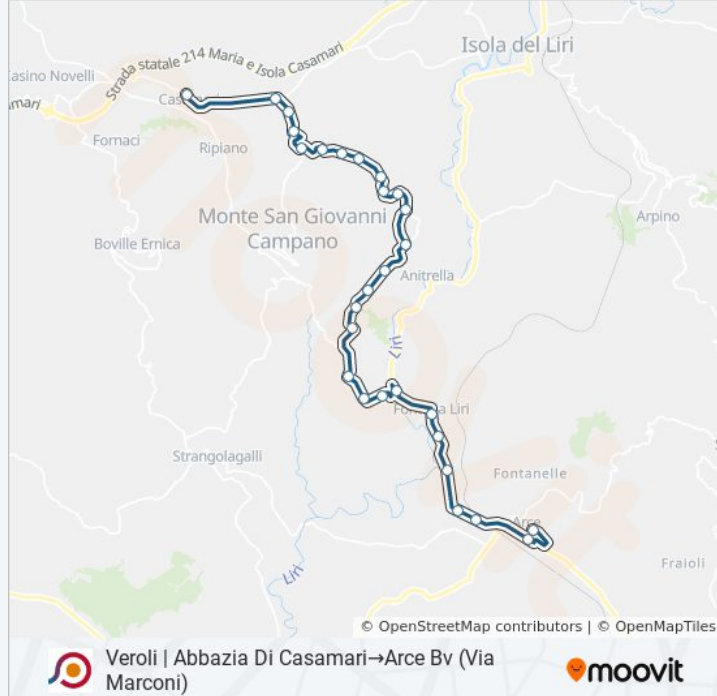 Isola del Liri
Strada statale 214 Maria e Isola Casamari
Casino Novelli
Fornaci
Ripiano
Arpino
Monte San Giovanni
Campano
Boville Ernica
Anitrella
Liri
Strangolagalli
Fontanelle
Arce
Liri
Fraioli
© OpenStreetMap contributors | © OpenMapTiles
Veroli | Abbazia Di Casamari→Arce Bv (Via
Marconi)
moovit